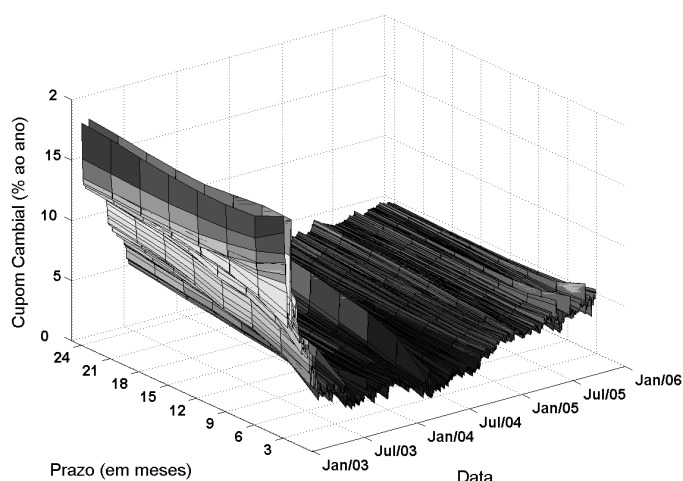 Cupom Cambial (% ao ano)
2
15
10
5
0
24
21
18
15
12
9
6
3
Prazo (em meses)
Jan/03
Jul/03
Jan/04
Jul/04
Jan/05
Jul/05
Jan/06
Data